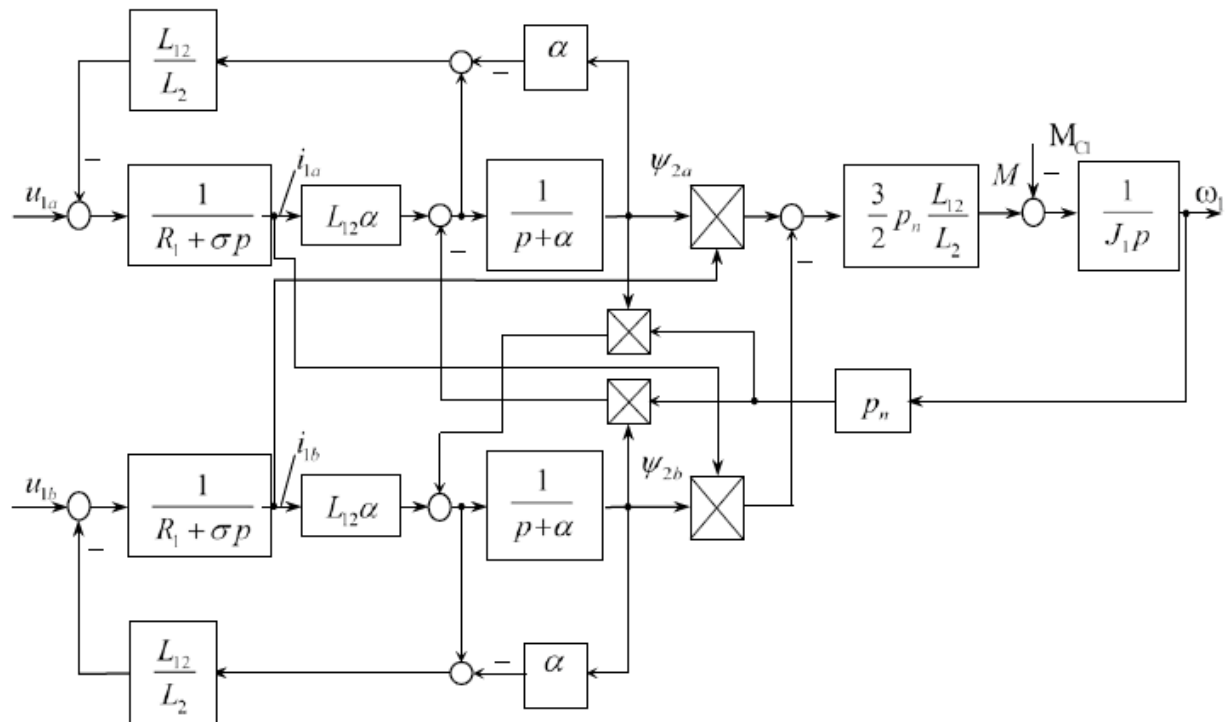 L₁₂ / L₂
−
α
−
u₁ₐ
1 / (R₁ + σp)
i₁ₐ
L₁₂α
−
1 / (p + α)
ψ₂ₐ
−
3/2 pₙ L₁₂/L₂
M
M_C1
−
1 / (J₁p)
ω₁
pₙ
u₁b
−
1 / (R₁ + σp)
i₁b
L₁₂α
1 / (p + α)
ψ₂b
L₁₂ / L₂
−
α